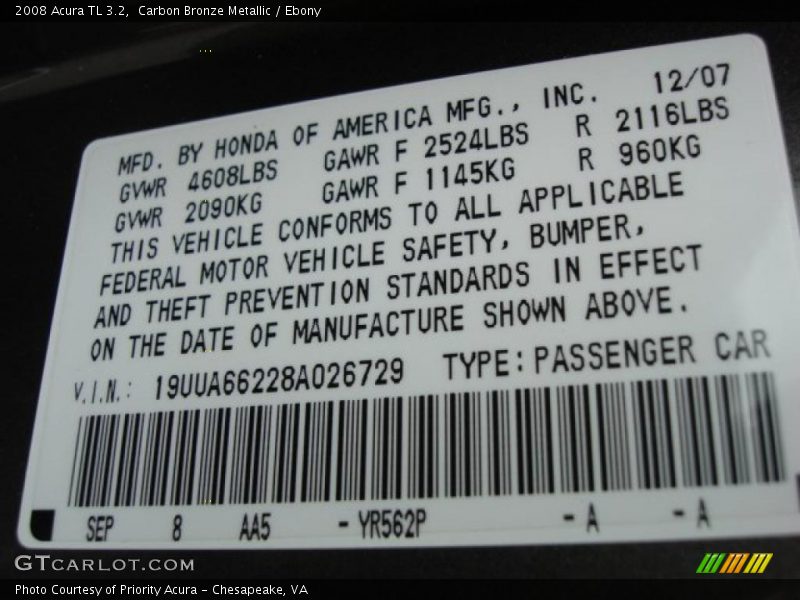 2008 Acura TL 3.2,  Carbon Bronze Metallic / Ebony
MFD. BY HONDA OF AMERICA MFG., INC. 12/07
GVWR 4608LBS GAWR F 2524LBS R 2116LBS
GVWR 2090KG GAWR F 1145KG R 960KG
THIS VEHICLE CONFORMS TO ALL APPLICABLE
FEDERAL MOTOR VEHICLE SAFETY, BUMPER,
AND THEFT PREVENTION STANDARDS IN EFFECT
ON THE DATE OF MANUFACTURE SHOWN ABOVE.
V.I.N.: 19UUA66228A026729 TYPE: PASSENGER CAR
SEP 8 AA5 - YR562P - A - A
GTCARLOT.COM
Photo Courtesy of Priority Acura - Chesapeake, VA